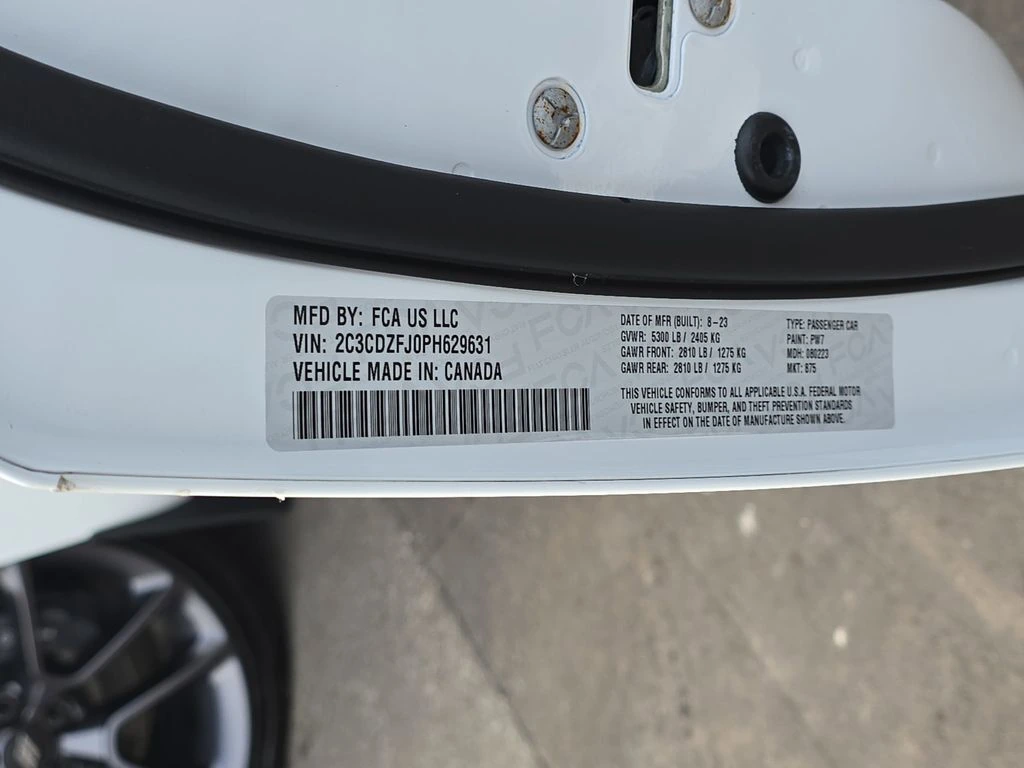 MFD BY: FCA US LLC
VIN: 2C3CDZFJ0PH629631
VEHICLE MADE IN: CANADA
DATE OF MFR (BUILT): 8-23
GVWR: 5300 LB / 2405 KG
GAWR FRONT: 2810 LB / 1275 KG
GAWR REAR: 2810 LB / 1275 KG
TYPE: PASSENGER CAR
PAINT: PW7
MDH: 080223
MKT: 875
THIS VEHICLE CONFORMS TO ALL APPLICABLE U.S.A. FEDERAL MOTOR
VEHICLE SAFETY, BUMPER, AND THEFT PREVENTION STANDARDS
IN EFFECT ON THE DATE OF MANUFACTURE SHOWN ABOVE.